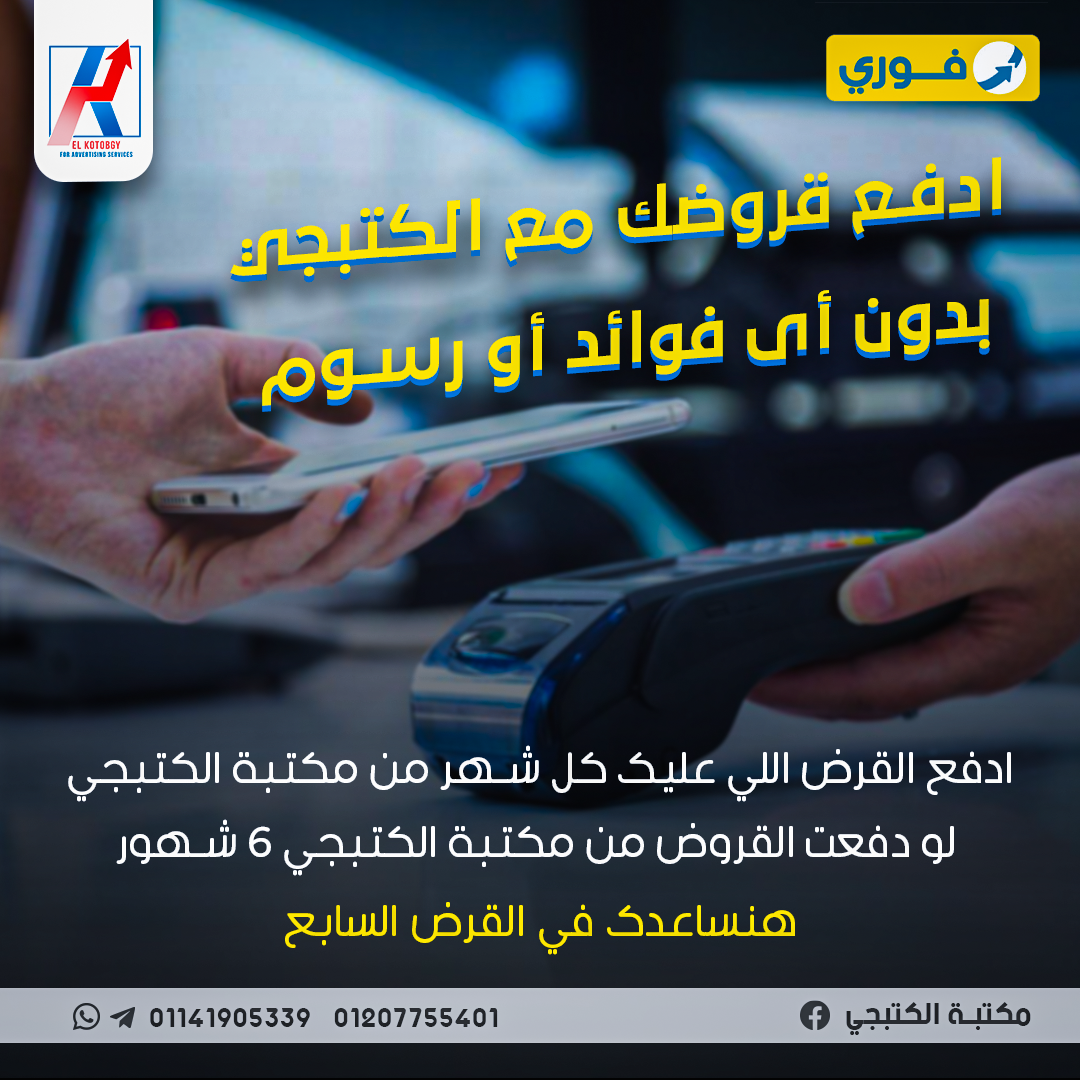 EL KOTOBGY
FOR ADVERTISING SERVICES
فوري
ادفع قروضك مع الكتبجي
بدون أى فوائد أو رسوم
ادفع القرض اللي عليك كل شهر من مكتبة الكتبجي
لو دفعت القروض من مكتبة الكتبجي 6 شهور
هنساعدك في القرض السابع
مكتبة الكتبجي
01141905339 01207755401